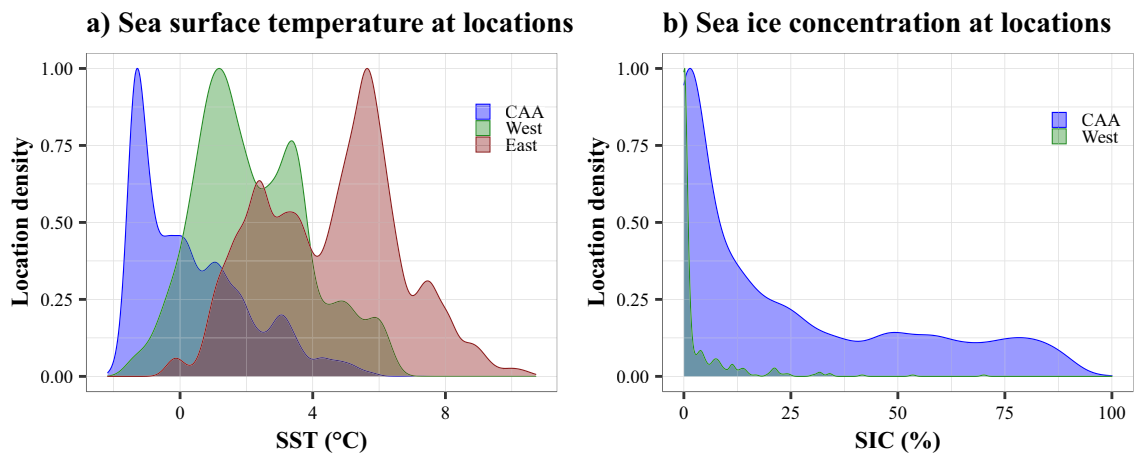 a) Sea surface temperature at locations
Location density
1.00
0.75
0.50
0.25
0.00
0
4
8
SST (°C)
CAA
West
East
b) Sea ice concentration at locations
Location density
1.00
0.75
0.50
0.25
0.00
0
25
50
75
100
SIC (%)
CAA
West